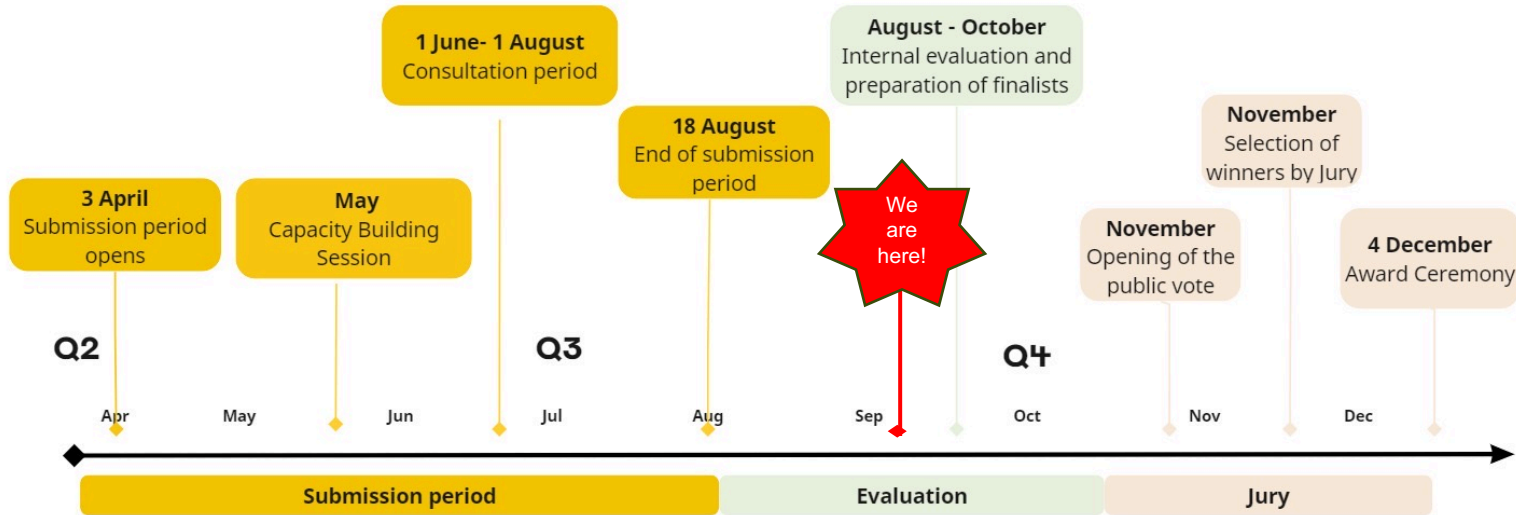 1 June- 1 August
Consultation period
August - October
Internal evaluation and
preparation of finalists
18 August
End of submission
period
November
Selection of
winners by Jury
3 April
Submission period
opens
May
Capacity Building
Session
We
are
here!
November
Opening of the
public vote
4 December
Award Ceremony
Q2
Q3
Q4
Apr
May
Jun
Jul
Aug
Sep
Oct
Nov
Dec
Submission period
Evaluation
Jury